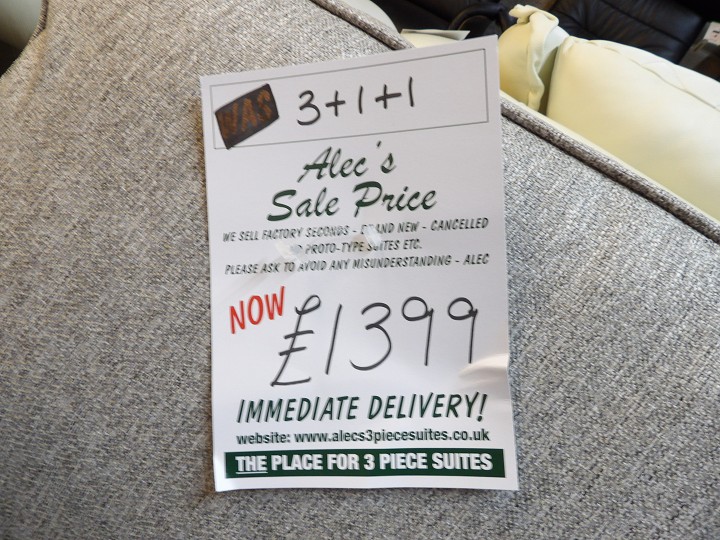 WAS 3+1+1
Alec's
Sale Price
WE SELL FACTORY SECONDS - BRAND NEW - CANCELLED
PROTO-TYPE SUITES ETC.
PLEASE ASK TO AVOID ANY MISUNDERSTANDING - ALEC
NOW £1399
IMMEDIATE DELIVERY!
website: www.alecs3piecesuites.co.uk
THE PLACE FOR 3 PIECE SUITES